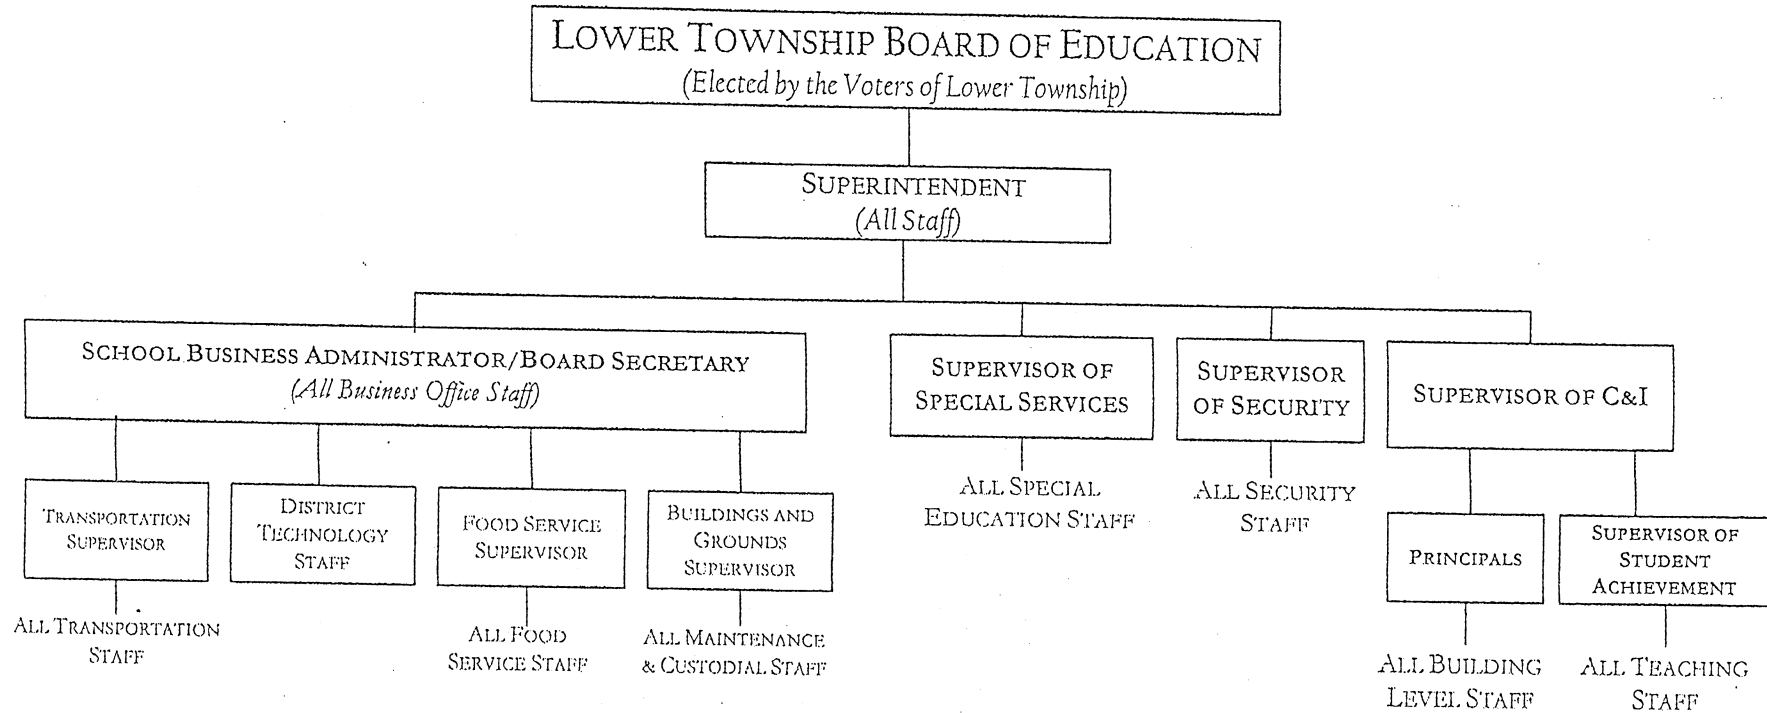 LOWER TOWNSHIP BOARD OF EDUCATION
(Elected by the Voters of Lower Township)
SUPERINTENDENT
(All Staff)
SCHOOL BUSINESS ADMINISTRATOR/BOARD SECRETARY
(All Business Office Staff)
SUPERVISOR OF
SPECIAL SERVICES
SUPERVISOR
OF SECURITY
SUPERVISOR OF C&I
ALL SPECIAL
EDUCATION STAFF
ALL SECURITY
STAFF
TRANSPORTATION
SUPERVISOR
DISTRICT
TECHNOLOGY
STAFF
FOOD SERVICE
SUPERVISOR
BUILDINGS AND
GROUNDS
SUPERVISOR
PRINCIPALS
SUPERVISOR OF
STUDENT
ACHIEVEMENT
ALL TRANSPORTATION
STAFF
ALL FOOD
SERVICE STAFF
ALL MAINTENANCE
& CUSTODIAL STAFF
ALL BUILDING
LEVEL STAFF
ALL TEACHING
STAFF